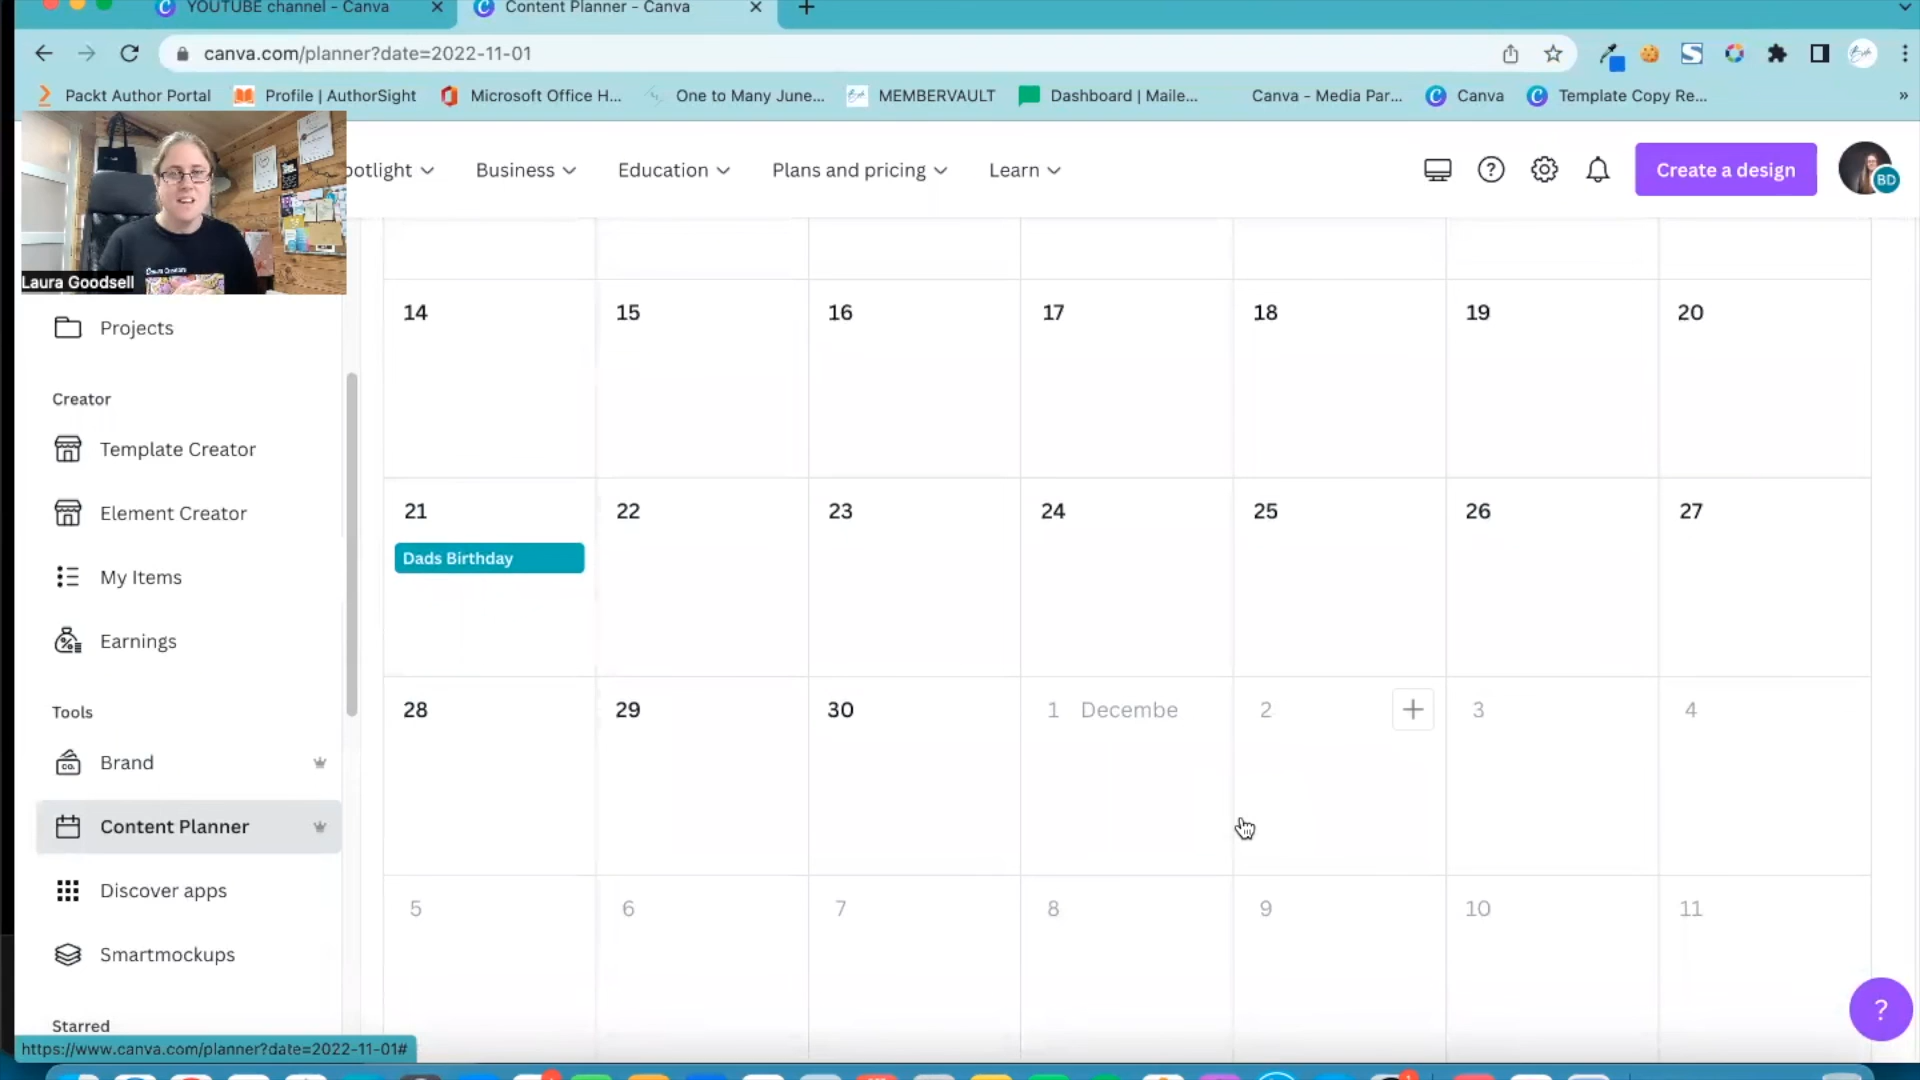 YOUTUBE channel - Canva
Content Planner - Canva
canva.com/planner?date=2022-11-01
Packt Author Portal
Profile | AuthorSight
Microsoft Office H...
One to Many June...
MEMBERVAULT
Dashboard | Maile...
Canva - Media Par...
Canva
Template Copy Re...
»
Laura Goodsell
potlight
Business
Education
Plans and pricing
Learn
Create a design
BD
Projects
Creator
Template Creator
Element Creator
My Items
Earnings
Tools
Brand
Content Planner
Discover apps
Smartmockups
Starred
14 15 16 17 18 19 20
21 22 23 24 25 26 27
Dads Birthday
28 29 30 1 Decembe 2 3 4
5 6 7 8 9 10 11
?
https://www.canva.com/planner?date=2022-11-01#